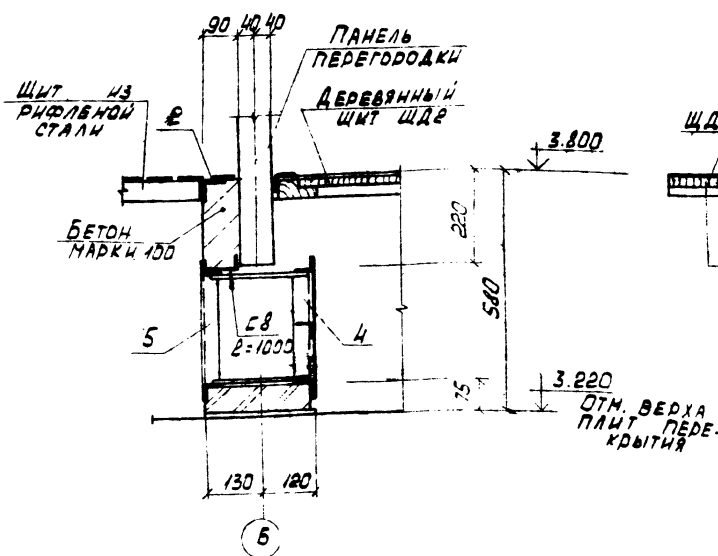 90 40 40
ПАНЕЛЬ
ПЕРЕГОРОДКИ
ЩИТ ИЗ
РИФЛЕНОЙ
СТАЛИ
ДЕРЕВЯННЫЙ
ЩИТ ЩД2
ЩД
3.800
БЕТОН
МАРКИ 100
220
580
5
С8
ℓ=1000
4
75
3.220
ОТМ. ВЕРХА
ПЛИТ ПЕРЕ-
КРЫТИЯ
130 120
Б